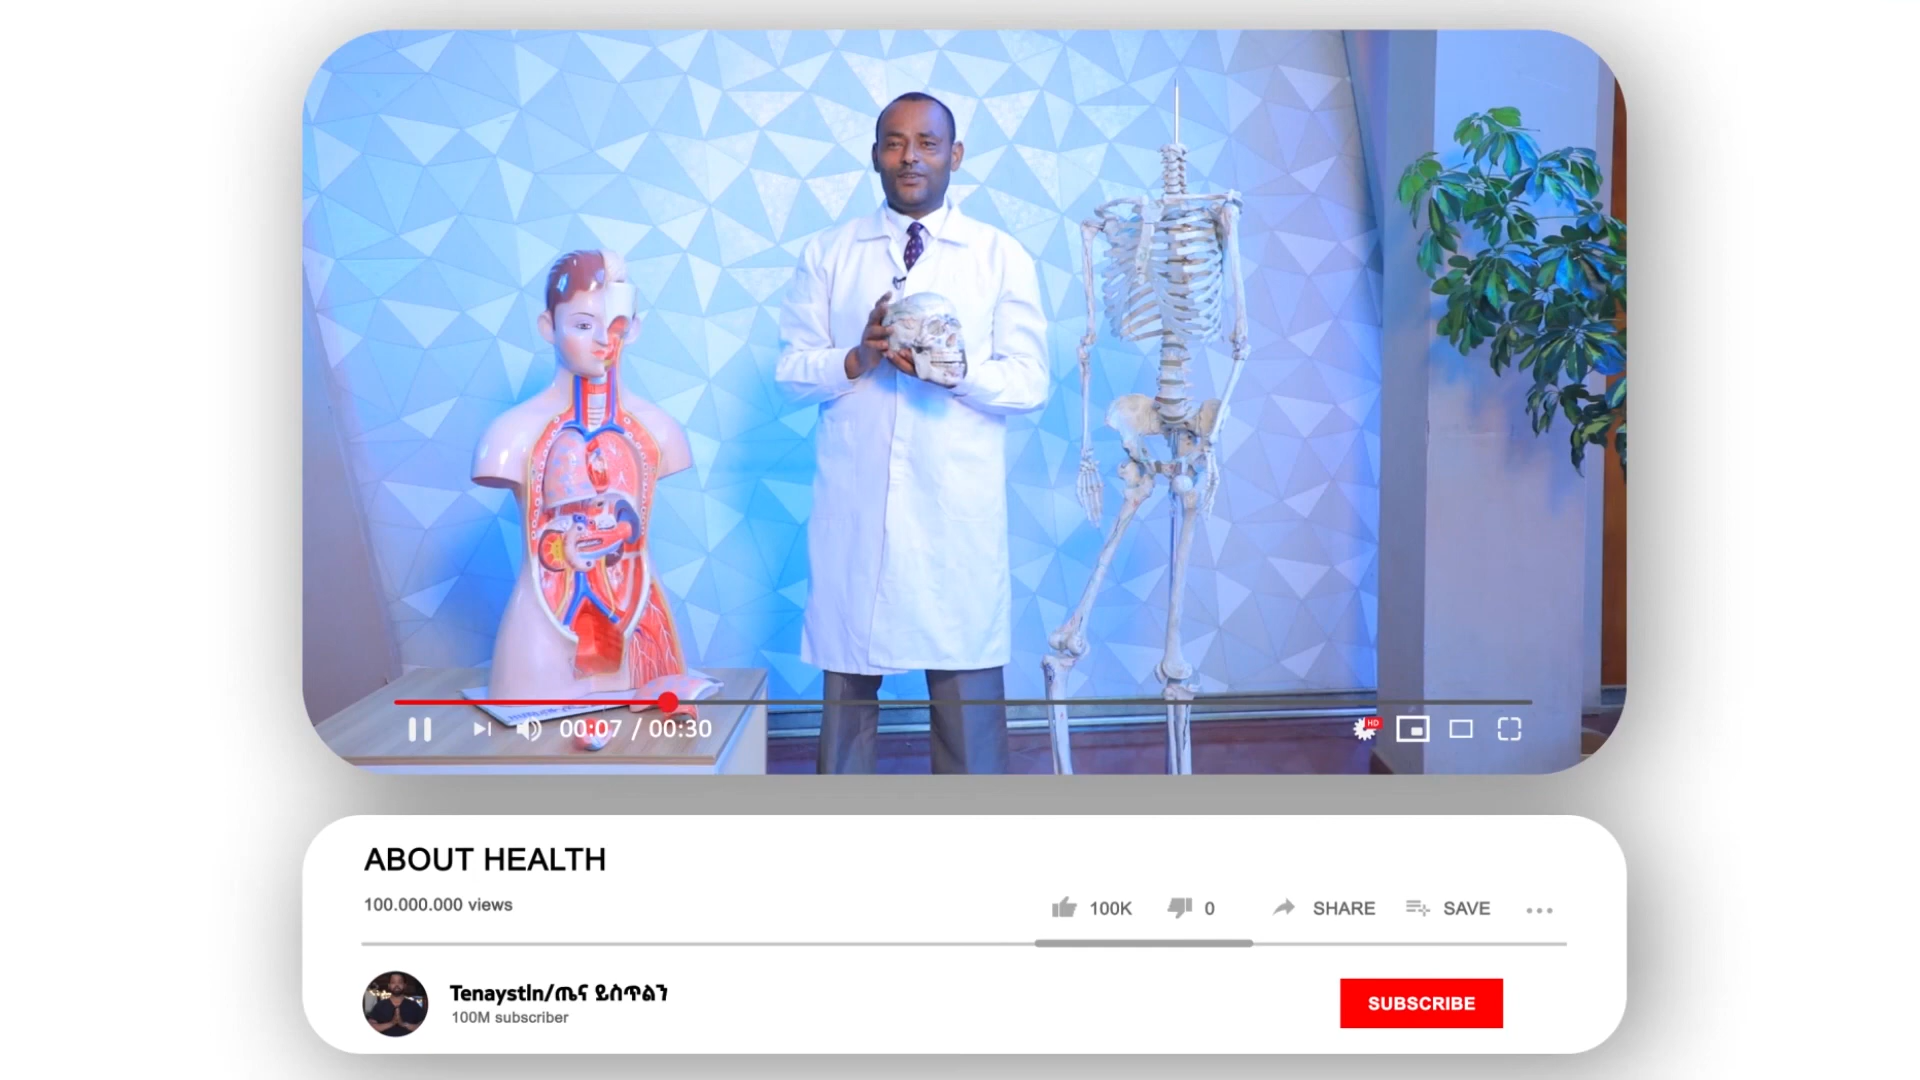 00:07 / 00:30
HD
ABOUT HEALTH
100.000.000 views
100K
0
SHARE
SAVE
Tenaystln/ጤና ይስጥልን
100M subscriber
SUBSCRIBE